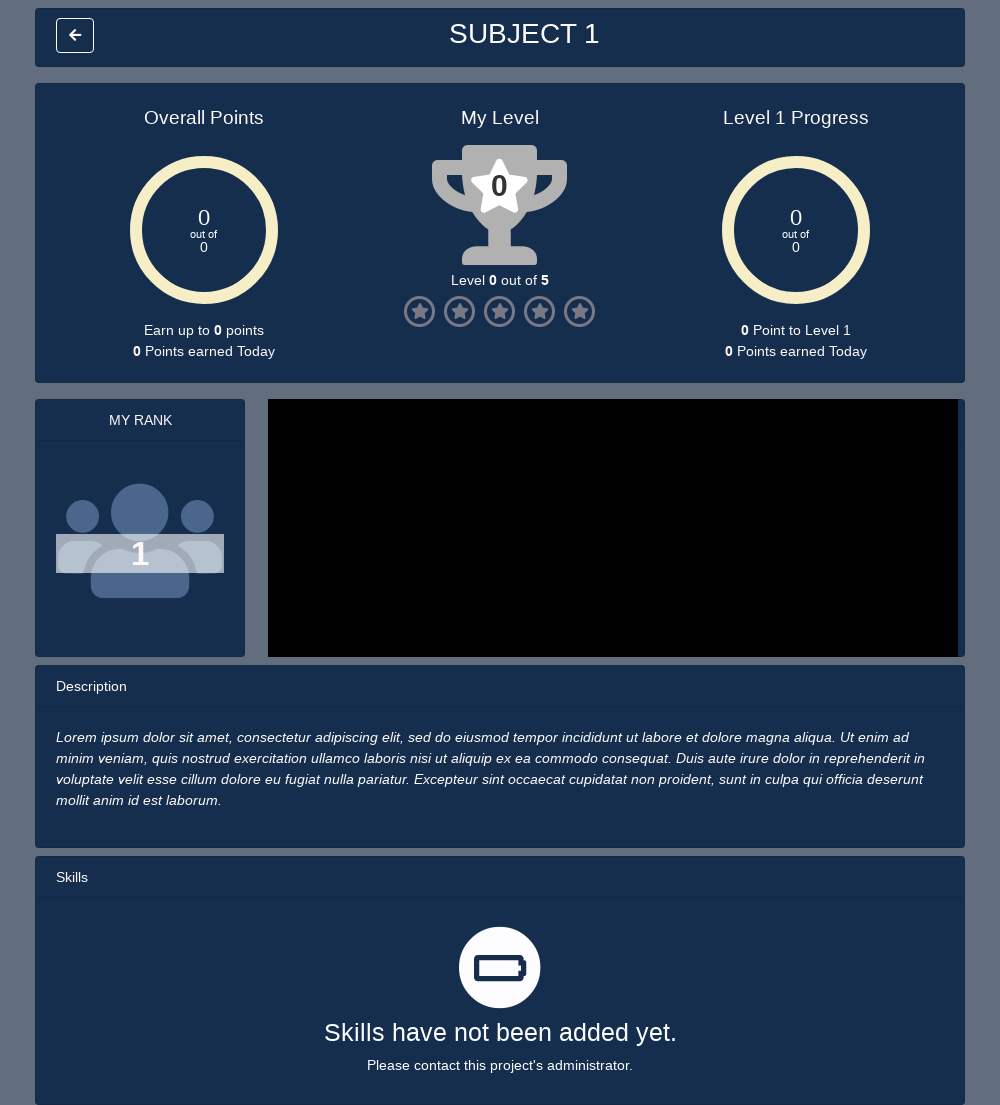 SUBJECT 1
Overall Points
My Level
Level 1 Progress
0
out of
0
0
0
out of
0
Level 0 out of 5
Earn up to 0 points
0 Points earned Today
0 Point to Level 1
0 Points earned Today
MY RANK
1
Description
Lorem ipsum dolor sit amet, consectetur adipiscing elit, sed do eiusmod tempor incididunt ut labore et dolore magna aliqua. Ut enim ad
minim veniam, quis nostrud exercitation ullamco laboris nisi ut aliquip ex ea commodo consequat. Duis aute irure dolor in reprehenderit in
voluptate velit esse cillum dolore eu fugiat nulla pariatur. Excepteur sint occaecat cupidatat non proident, sunt in culpa qui officia deserunt
mollit anim id est laborum.
Skills
Skills have not been added yet.
Please contact this project's administrator.